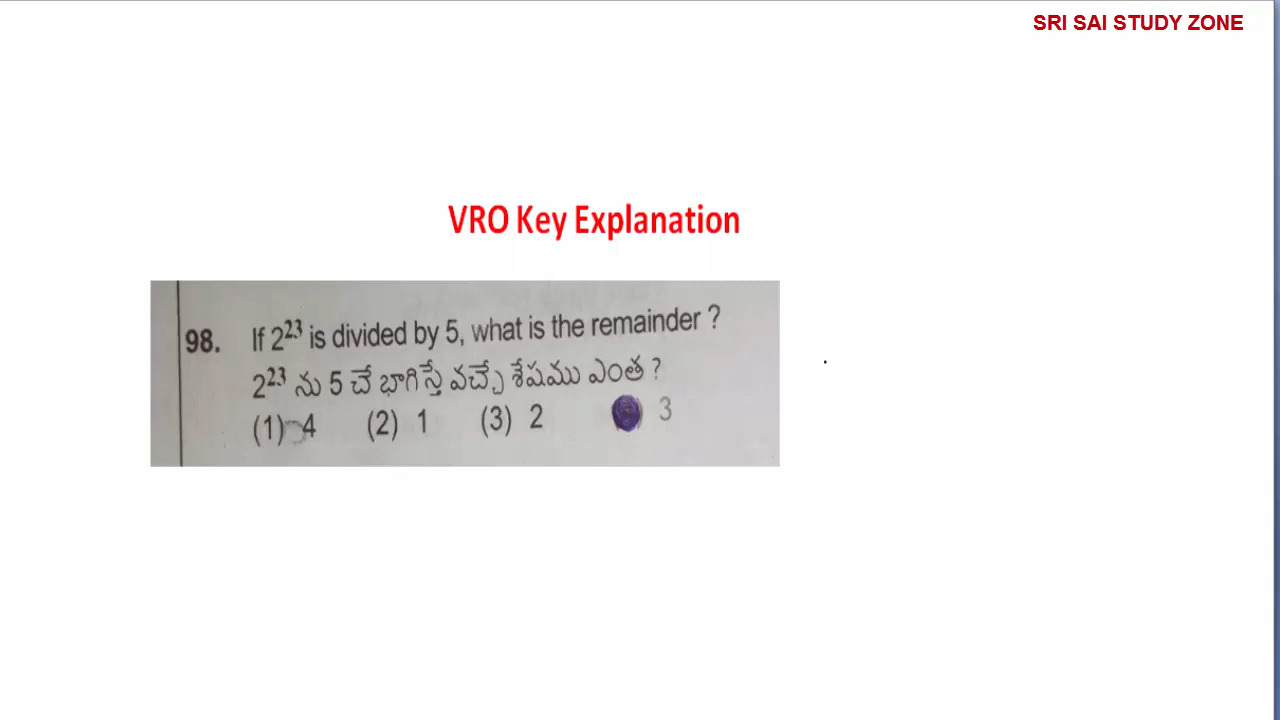 SRI SAI STUDY ZONE
VRO Key Explanation
98. If 2²³ is divided by 5, what is the remainder ?
2²³ ను 5 చే భాగిస్తే వచ్చే శేషము ఎంత ?
(1) 4 (2) 1 (3) 2 3